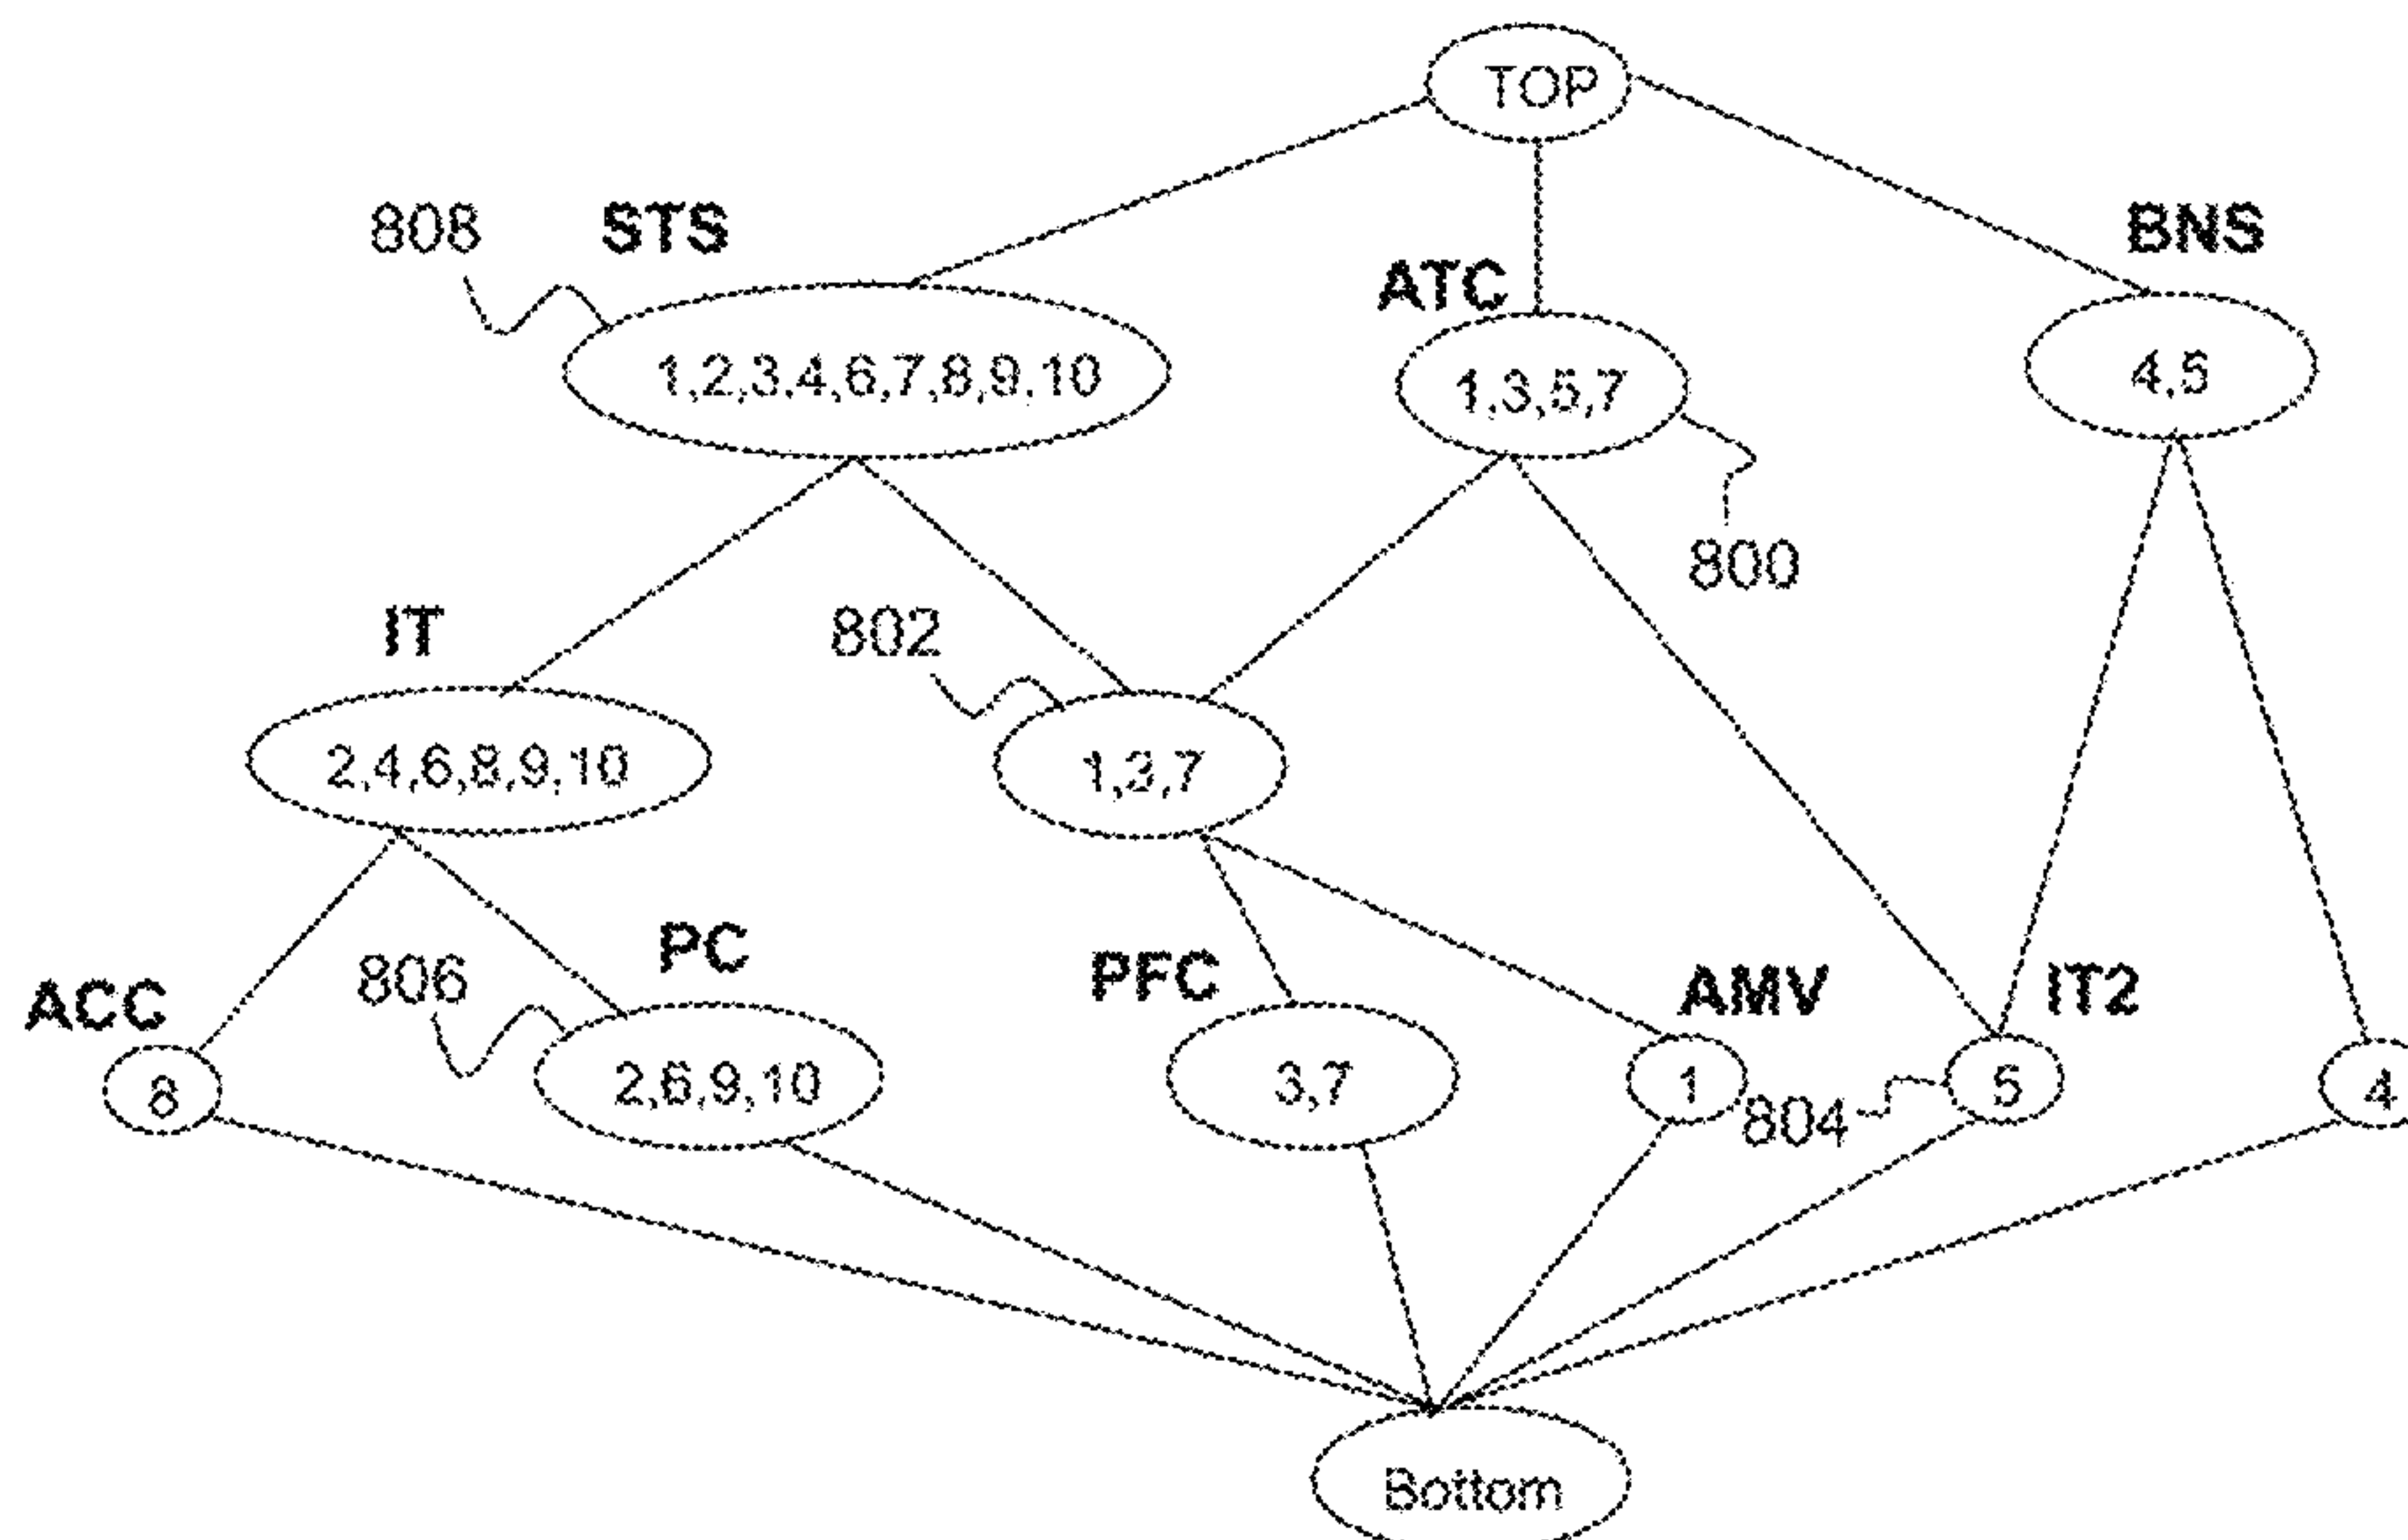 TOP
808 STS
BNS
ATC
1,2,3,4,6,7,8,9,10
1,3,5,7
4,5
800
IT
802
2,4,6,8,9,10
1,3,7
PC
PFC
AMV
IT2
ACC
806
8
2,6,9,10
3,7
1
804
5
4
Bottom